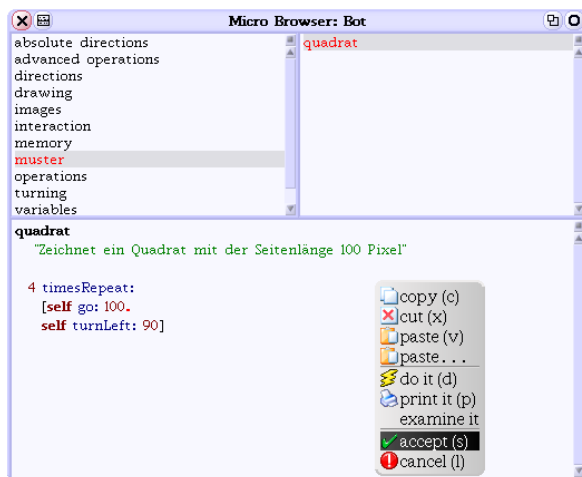 Micro Browser: Bot
absolute directions
advanced operations
directions
drawing
images
interaction
memory
muster
operations
turning
variables
quadrat
quadrat
"Zeichnet ein Quadrat mit der Seitenlänge 100 Pixel"
4 timesRepeat:
[self go: 100.
self turnLeft: 90]
copy (c)
cut (x)
paste (v)
paste...
do it (d)
print it (p)
examine it
accept (s)
cancel (l)